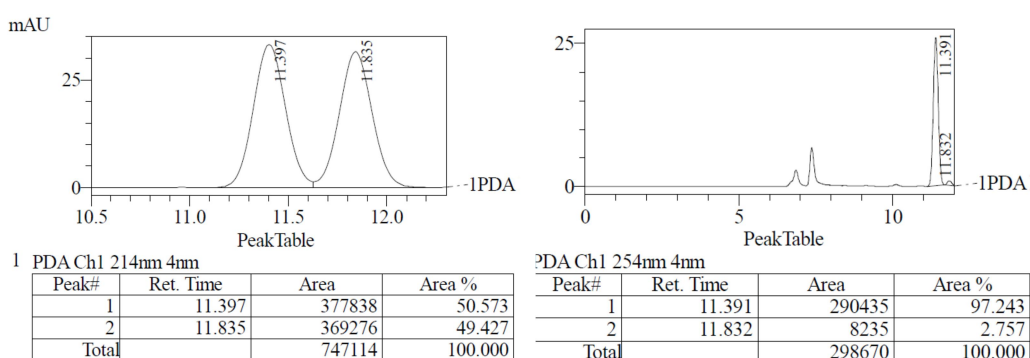 mAU
25
0
11.397
11.835
1PDA
10.5 11.0 11.5 12.0
PeakTable
1 PDA Ch1 214nm 4nm
Peak# Ret. Time Area Area %
1 11.397 377838 50.573
2 11.835 369276 49.427
Total 747114 100.000
25
0
11.391
11.832
1PDA
0 5 10
PeakTable
PDA Ch1 254nm 4nm
Peak# Ret. Time Area Area %
1 11.391 290435 97.243
2 11.832 8235 2.757
Total 298670 100.000